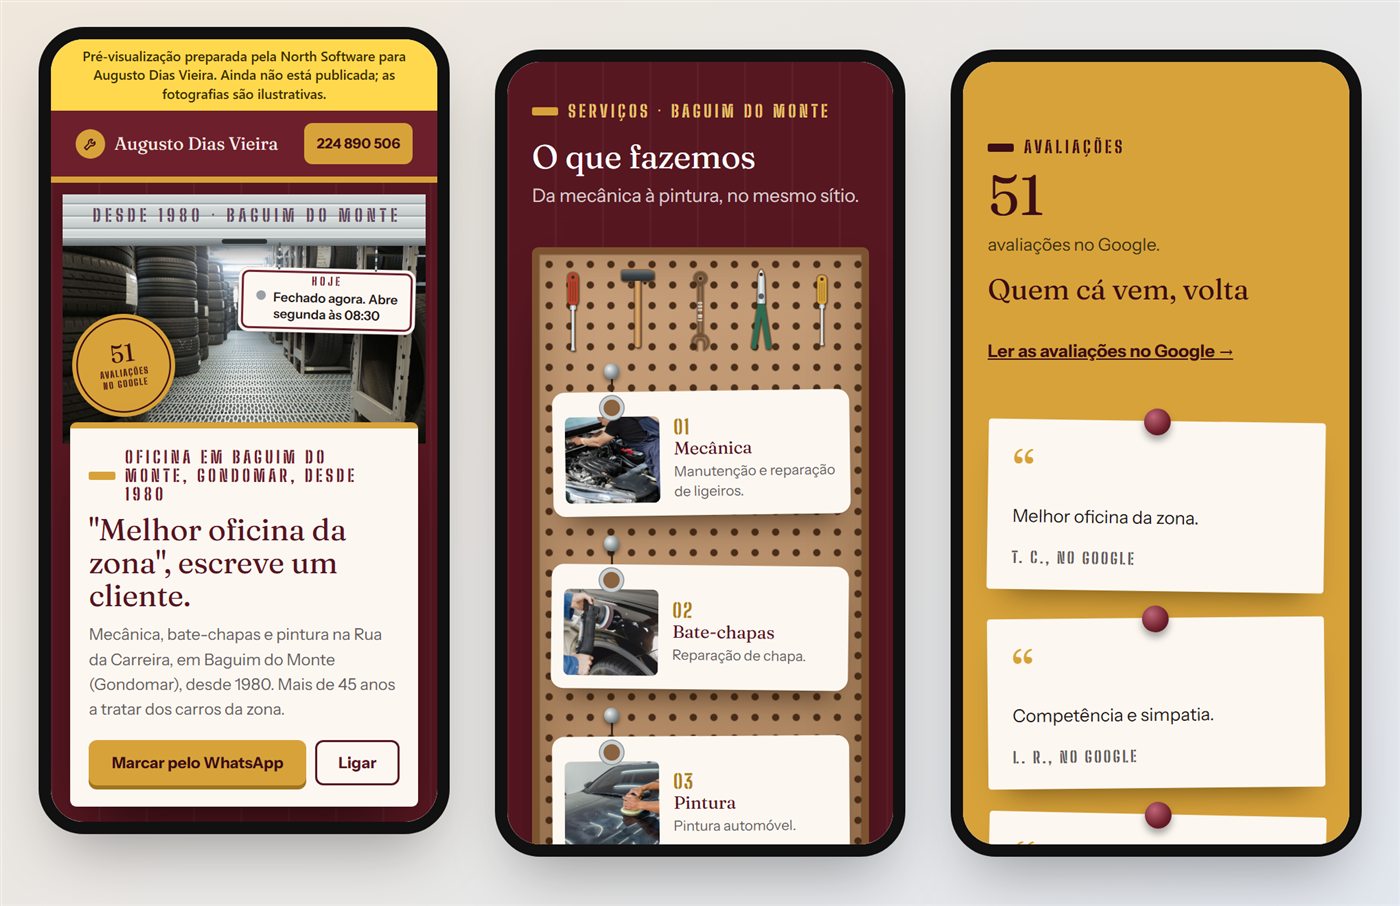 Pré-visualização preparada pela North Software para
Augusto Dias Vieira. Ainda não está publicada; as
fotografias são ilustrativas.
Augusto Dias Vieira
224 890 506
DESDE 1980 · BAGUIM DO MONTE
HOJE
Fechado agora. Abre
segunda às 08:30
51
AVALIAÇÕES
NO GOOGLE
OFICINA EM BAGUIM DO
MONTE, GONDOMAR, DESDE
1980
"Melhor oficina da
zona", escreve um
cliente.
Mecânica, bate-chapas e pintura na Rua
da Carreira, em Baguim do Monte
(Gondomar), desde 1980. Mais de 45 anos
a tratar dos carros da zona.
Marcar pelo WhatsApp
Ligar
SERVIÇOS · BAGUIM DO MONTE
O que fazemos
Da mecânica à pintura, no mesmo sítio.
01
Mecânica
Manutenção e reparação
de ligeiros.
02
Bate-chapas
Reparação de chapa.
03
Pintura
Pintura automóvel.
AVALIAÇÕES
51
avaliações no Google.
Quem cá vem, volta
Ler as avaliações no Google →
“
Melhor oficina da zona.
T. C., NO GOOGLE
“
Competência e simpatia.
L. R., NO GOOGLE